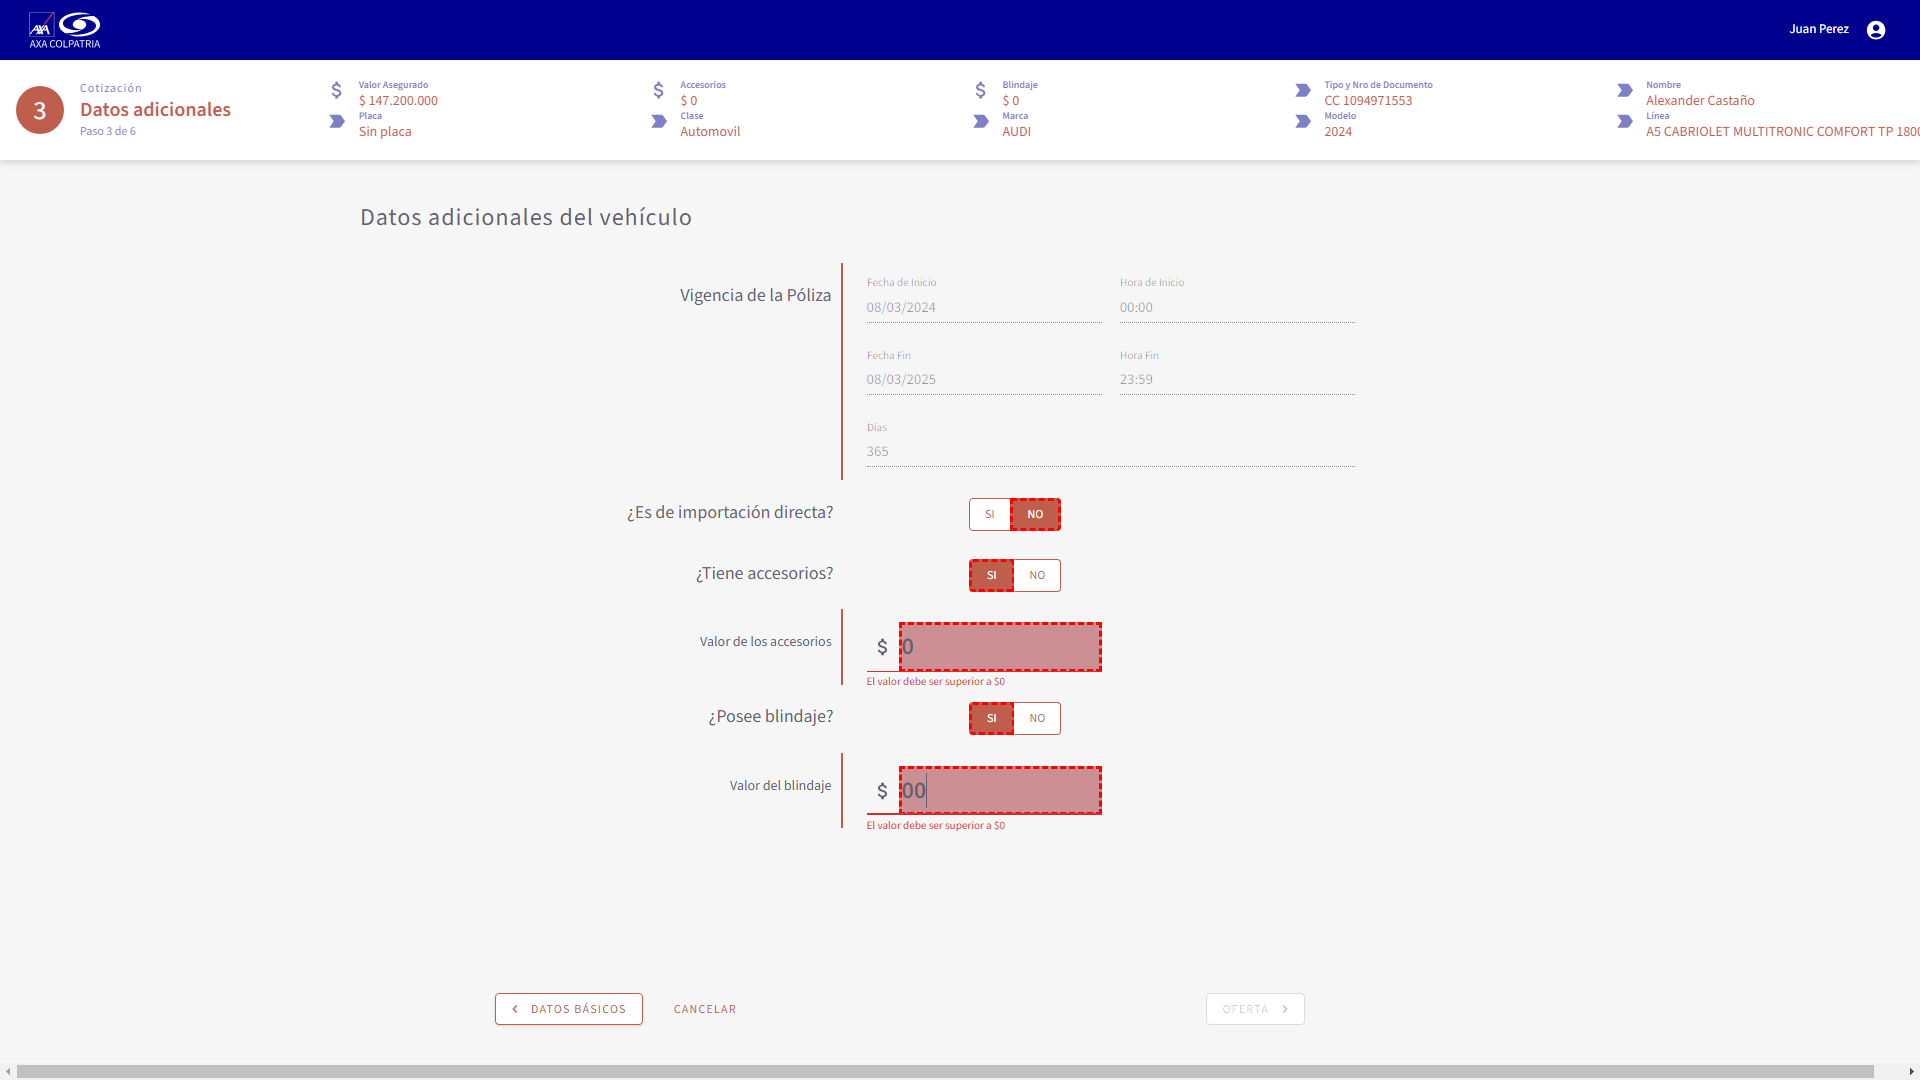 AXA COLPATRIA
Juan Perez
3
Cotización
Datos adicionales
Paso 3 de 6
Valor Asegurado
$ 147.200.000
Placa
Sin placa
Accesorios
$ 0
Clase
Automovil
Blindaje
$ 0
Marca
AUDI
Tipo y Nro de Documento
CC 1094971553
Modelo
2024
Nombre
Alexander Castaño
Línea
A5 CABRIOLET MULTITRONIC COMFORT TP 1800
Datos adicionales del vehículo
Vigencia de la Póliza
Fecha de Inicio
08/03/2024
Hora de Inicio
00:00
Fecha Fin
08/03/2025
Hora Fin
23:59
Días
365
¿Es de importación directa?
SI NO
¿Tiene accesorios?
SI NO
Valor de los accesorios
$ 0
El valor debe ser superior a $0
¿Posee blindaje?
SI NO
Valor del blindaje
$ 00
El valor debe ser superior a $0
DATOS BÁSICOS
CANCELAR
OFERTA